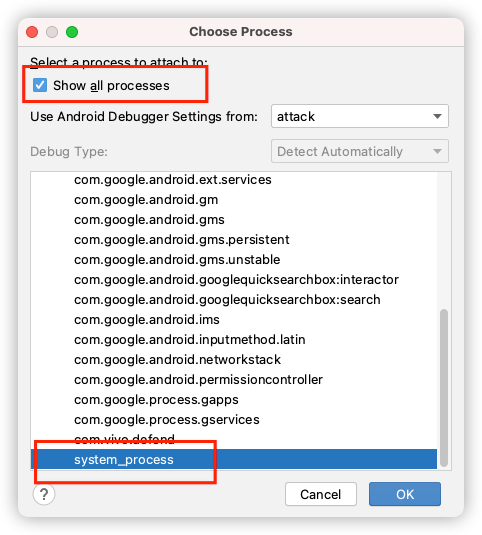 Choose Process
Select a process to attach to:
Show all processes
Use Android Debugger Settings from: attack
Debug Type: Detect Automatically
com.google.android.ext.services
com.google.android.gm
com.google.android.gms
com.google.android.gms.persistent
com.google.android.gms.unstable
com.google.android.googlequicksearchbox:interactor
com.google.android.googlequicksearchbox:search
com.google.android.ims
com.google.android.inputmethod.latin
com.google.android.networkstack
com.google.android.permissioncontroller
com.google.process.gapps
com.google.process.gservices
com.vivo.defend
system_process
? Cancel OK